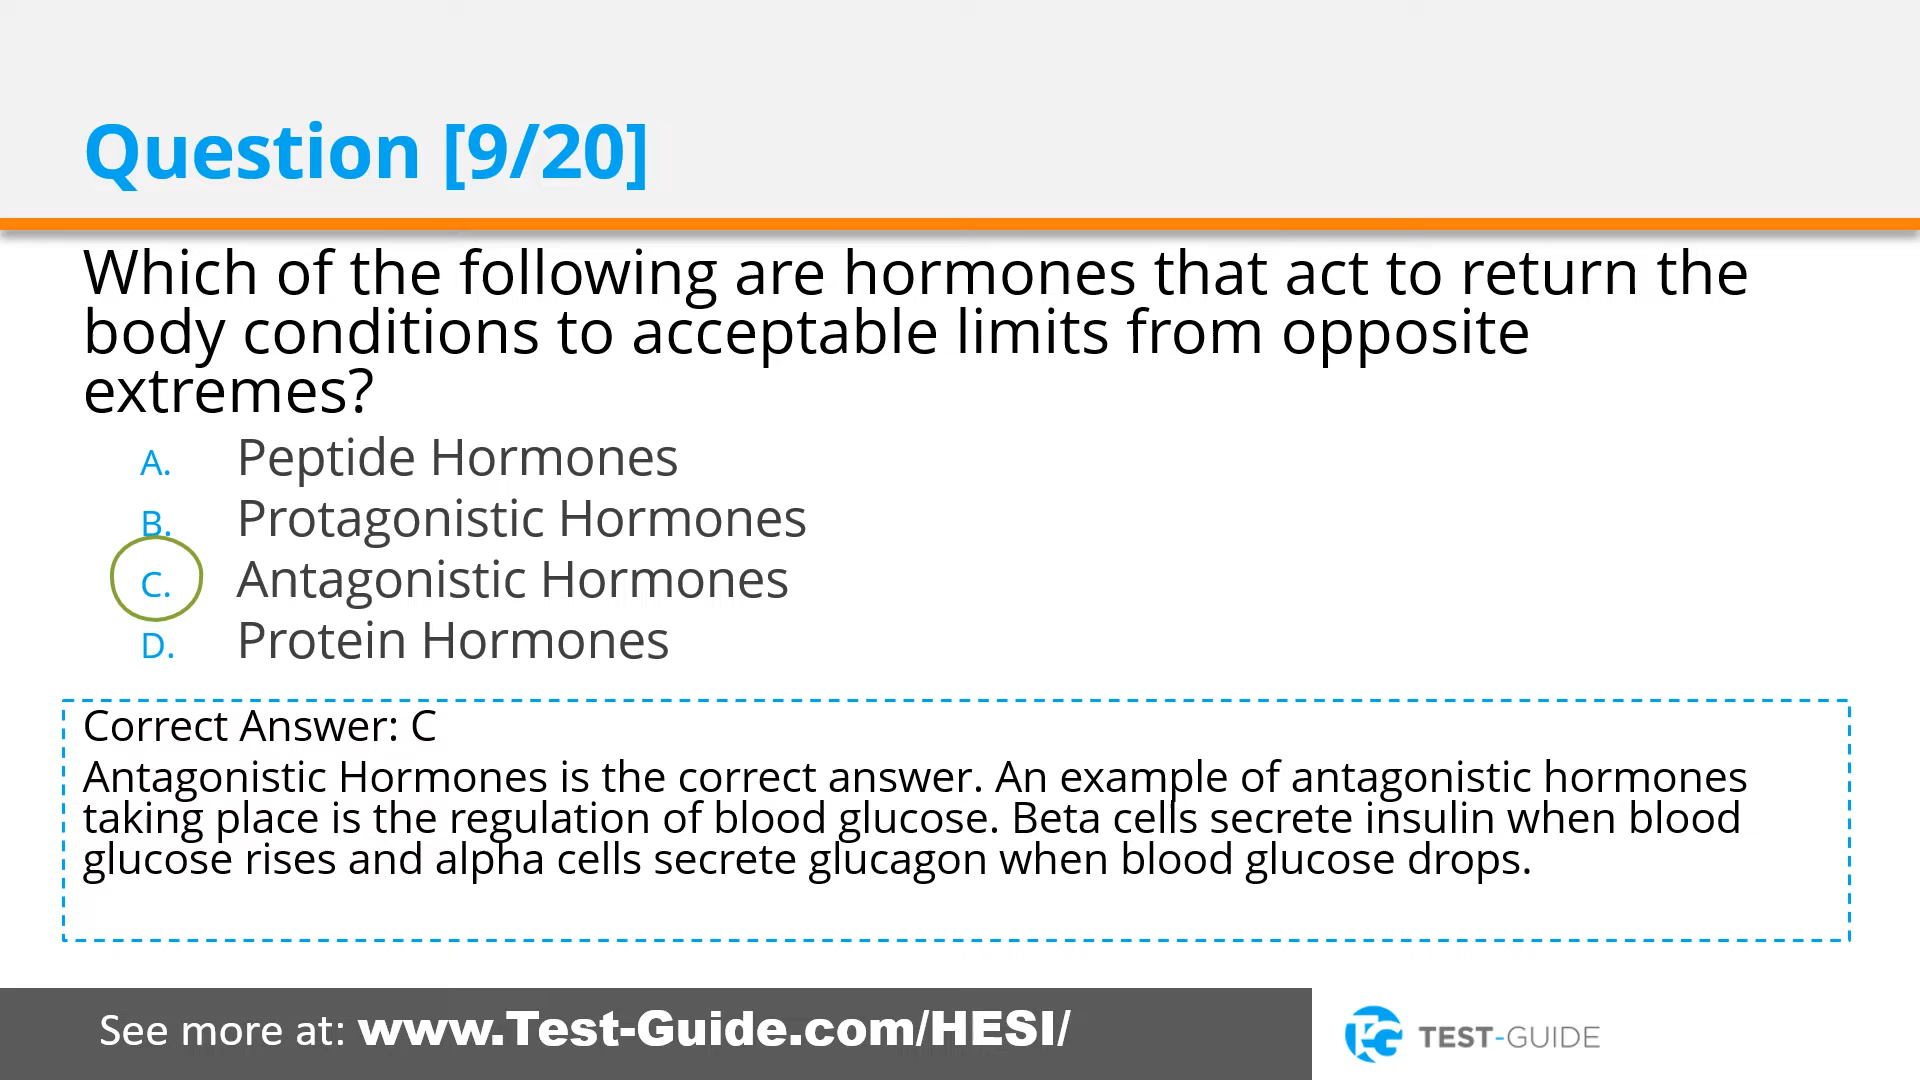 Question [9/20]
Which of the following are hormones that act to return the
body conditions to acceptable limits from opposite
extremes?
A. Peptide Hormones
B. Protagonistic Hormones
C. Antagonistic Hormones
D. Protein Hormones
Correct Answer: C
Antagonistic Hormones is the correct answer. An example of antagonistic hormones
taking place is the regulation of blood glucose. Beta cells secrete insulin when blood
glucose rises and alpha cells secrete glucagon when blood glucose drops.
See more at: www.Test-Guide.com/HESI/
TG TEST-GUIDE